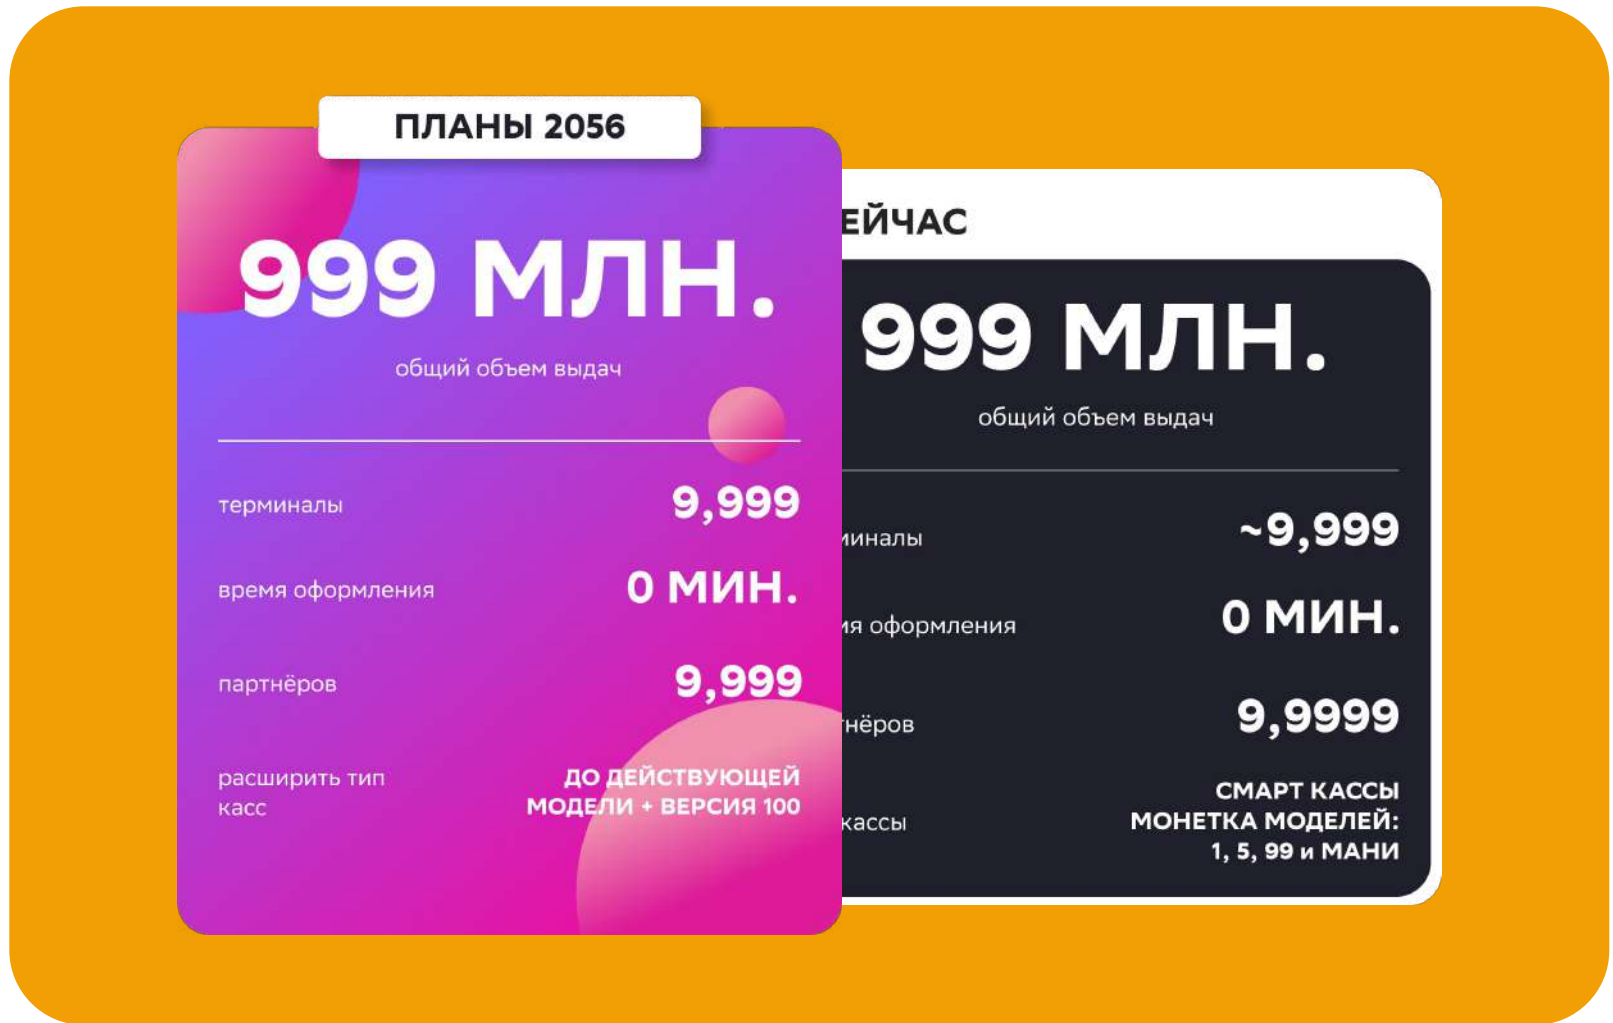 ПЛАНЫ 2056
999 МЛН.
общий объем выдач
терминалы 9,999
время оформления 0 МИН.
партнёров 9,999
расширить тип
касс
ДО ДЕЙСТВУЮЩЕЙ
МОДЕЛИ + ВЕРСИЯ 100
ЕЙЧАС
999 МЛН.
общий объем выдач
миналы ~9,999
мя оформления 0 МИН.
тнёров 9,9999
кассы
СМАРТ КАССЫ
МОНЕТКА МОДЕЛЕЙ:
1, 5, 99 и МАНИ